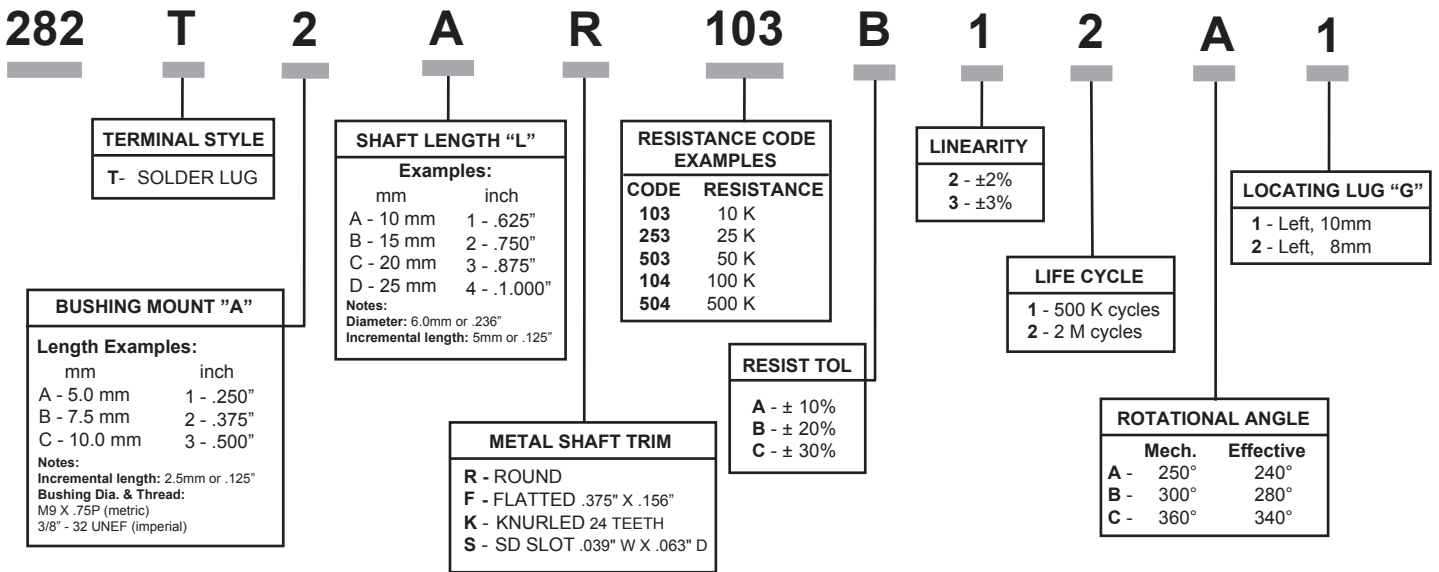 282 T 2 A R 103 B 1 2 A 1
TERMINAL STYLE
T- SOLDER LUG
BUSHING MOUNT ”A”
Length Examples:
mm inch
A - 5.0 mm 1 - .250”
B - 7.5 mm 2 - .375”
C - 10.0 mm 3 - .500”
Notes:
Incremental length: 2.5mm or .125”
Bushing Dia. & Thread:
M9 X .75P (metric)
3/8” - 32 UNEF (imperial)
SHAFT LENGTH “L”
Examples:
mm inch
A - 10 mm 1 - .625”
B - 15 mm 2 - .750”
C - 20 mm 3 - .875”
D - 25 mm 4 - .1.000”
Notes:
Diameter: 6.0mm or .236”
Incremental length: 5mm or .125”
METAL SHAFT TRIM
R - ROUND
F - FLATTED .375" X .156”
K - KNURLED 24 TEETH
S - SD SLOT .039" W X .063" D
RESISTANCE CODE
EXAMPLES
CODE RESISTANCE
103 10 K
253 25 K
503 50 K
104 100 K
504 500 K
RESIST TOL
A - ± 10%
B - ± 20%
C - ± 30%
LINEARITY
2 - ±2%
3 - ±3%
LIFE CYCLE
1 - 500 K cycles
2 - 2 M cycles
ROTATIONAL ANGLE
Mech. Effective
A - 250° 240°
B - 300° 280°
C - 360° 340°
LOCATING LUG “G”
1 - Left, 10mm
2 - Left, 8mm